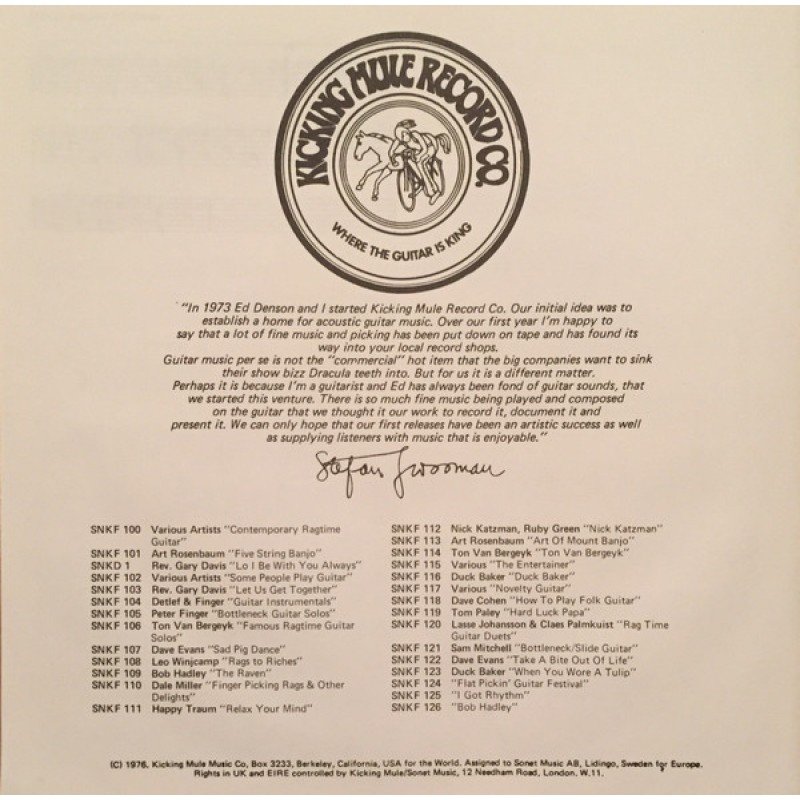 KICKING MULE RECORD CO.
WHERE THE GUITAR IS KING
"In 1973 Ed Denson and I started Kicking Mule Record Co. Our initial idea was to
establish a home for acoustic guitar music. Over our first year I'm happy to
say that a lot of fine music and picking has been put down on tape and has found its
way into your local record shops.
Guitar music per se is not the "commercial" hot item that the big companies want to sink
their show bizz Dracula teeth into. But for us it is a different matter.
Perhaps it is because I'm a guitarist and Ed has always been fond of guitar sounds, that
we started this venture. There is so much fine music being played and composed
on the guitar that we thought it our work to record it, document it and
present it. We can only hope that our first releases have been an artistic success as well
as supplying listeners with music that is enjoyable."
Stefan Grossman
SNKF 100 Various Artists "Contemporary Ragtime
Guitar"
SNKF 101 Art Rosenbaum "Five String Banjo"
SNKD 1 Rev. Gary Davis "Lo I Be With You Always"
SNKF 102 Various Artists "Some People Play Guitar"
SNKF 103 Rev. Gary Davis "Let Us Get Together"
SNKF 104 Detlef & Finger "Guitar Instrumentals"
SNKF 105 Peter Finger "Bottleneck Guitar Solos"
SNKF 106 Ton Van Bergeyk "Famous Ragtime Guitar
Solos"
SNKF 107 Dave Evans "Sad Pig Dance"
SNKF 108 Leo Winjcamp "Rags to Riches"
SNKF 109 Bob Hadley "The Raven"
SNKF 110 Dale Miller "Finger Picking Rags & Other
Delights"
SNKF 111 Happy Traum "Relax Your Mind"
SNKF 112 Nick Katzman, Ruby Green "Nick Katzman"
SNKF 113 Art Rosenbaum "Art Of Mount Banjo"
SNKF 114 Ton Van Bergeyk "Ton Van Bergeyk"
SNKF 115 Various "The Entertainer"
SNKF 116 Duck Baker "Duck Baker"
SNKF 117 Various "Novelty Guitar"
SNKF 118 Dave Cohen "How To Play Folk Guitar"
SNKF 119 Tom Paley "Hard Luck Papa"
SNKF 120 Lasse Johansson & Claes Palmkuist "Rag Time
Guitar Duets"
SNKF 121 Sam Mitchell "Bottleneck/Slide Guitar"
SNKF 122 Dave Evans "Take A Bite Out Of Life"
SNKF 123 Duck Baker "When You Wore A Tulip"
SNKF 124 "Flat Pickin' Guitar Festival"
SNKF 125 "I Got Rhythm"
SNKF 126 "Bob Hadley"
(C) 1976, Kicking Mule Music Co, Box 3233, Berkeley, California, USA for the World. Assigned to Sonet Music AB, Lidingo, Sweden for Europe.
Rights in UK and EIRE controlled by Kicking Mule/Sonet Music, 12 Needham Road, London, W.11.